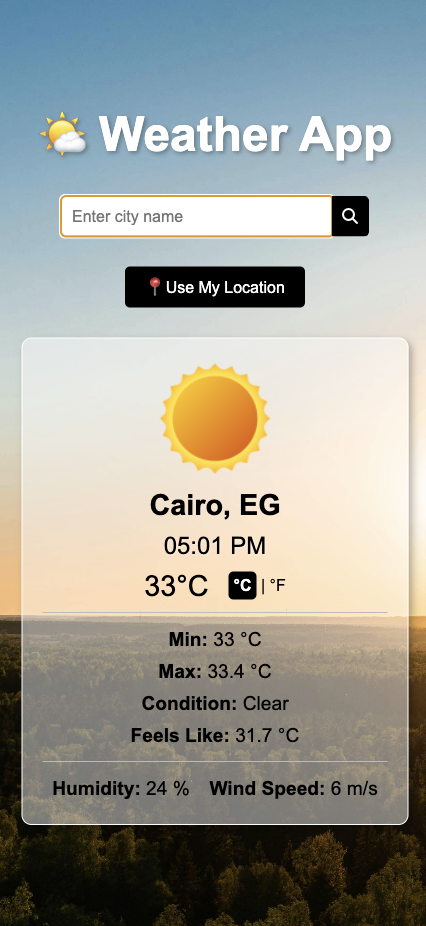 Weather App
Enter city name
Use My Location
Cairo, EG
05:01 PM
33°C °C | °F
Min: 33 °C
Max: 33.4 °C
Condition: Clear
Feels Like: 31.7 °C
Humidity: 24 % Wind Speed: 6 m/s